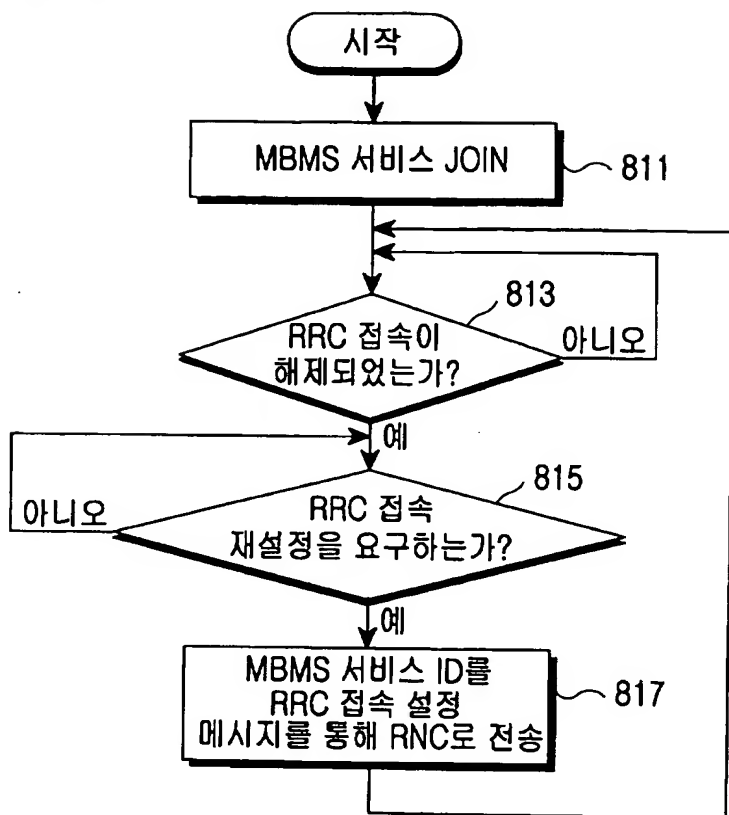 시작
MBMS 서비스 JOIN
811
813
RRC 접속이
해제되었는가?
아니오
예
815
아니오
RRC 접속
재설정을 요구하는가?
예
MBMS 서비스 ID를
RRC 접속 설정
메시지를 통해 RNC로 전송
817